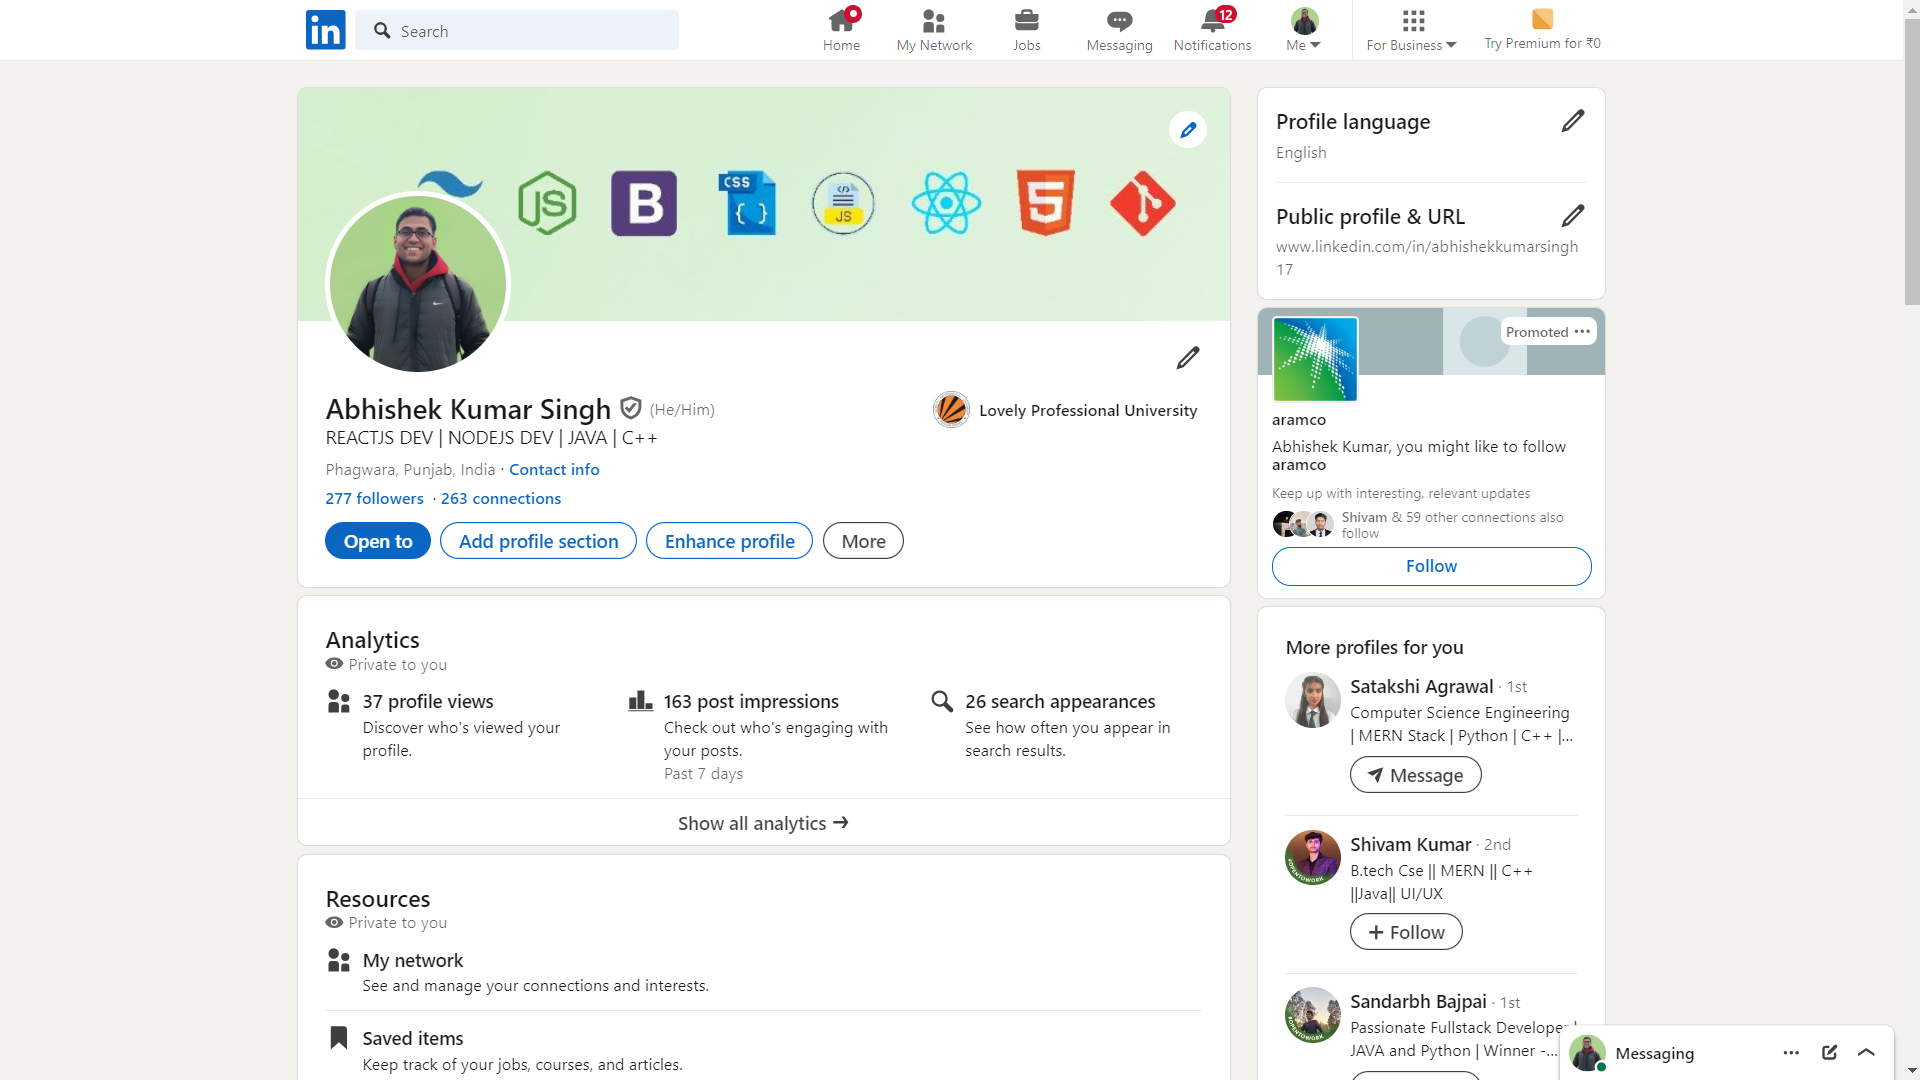 in
Search
Home
My Network
Jobs
Messaging
12
Notifications
Me
For Business
Try Premium for ₹0
JS
B
CSS
JS
5
Abhishek Kumar Singh (He/Him)
REACTJS DEV | NODEJS DEV | JAVA | C++
Phagwara, Punjab, India · Contact info
277 followers · 263 connections
Lovely Professional University
Open to
Add profile section
Enhance profile
More
Analytics
Private to you
37 profile views
Discover who's viewed your
profile.
163 post impressions
Check out who's engaging with
your posts.
Past 7 days
26 search appearances
See how often you appear in
search results.
Show all analytics →
Resources
Private to you
My network
See and manage your connections and interests.
Saved items
Keep track of your jobs, courses, and articles.
Profile language
English
Public profile & URL
www.linkedin.com/in/abhishekkumarsingh
17
Promoted ···
aramco
Abhishek Kumar, you might like to follow
aramco
Keep up with interesting, relevant updates
Shivam & 59 other connections also
follow
Follow
More profiles for you
Satakshi Agrawal · 1st
Computer Science Engineering
| MERN Stack | Python | C++ |...
Message
#OPENTOWORK
Shivam Kumar · 2nd
B.tech Cse || MERN || C++
||Java|| UI/UX
+ Follow
#OPENTOWORK
Sandarbh Bajpai · 1st
Passionate Fullstack Developer |
JAVA and Python | Winner -...
Messaging